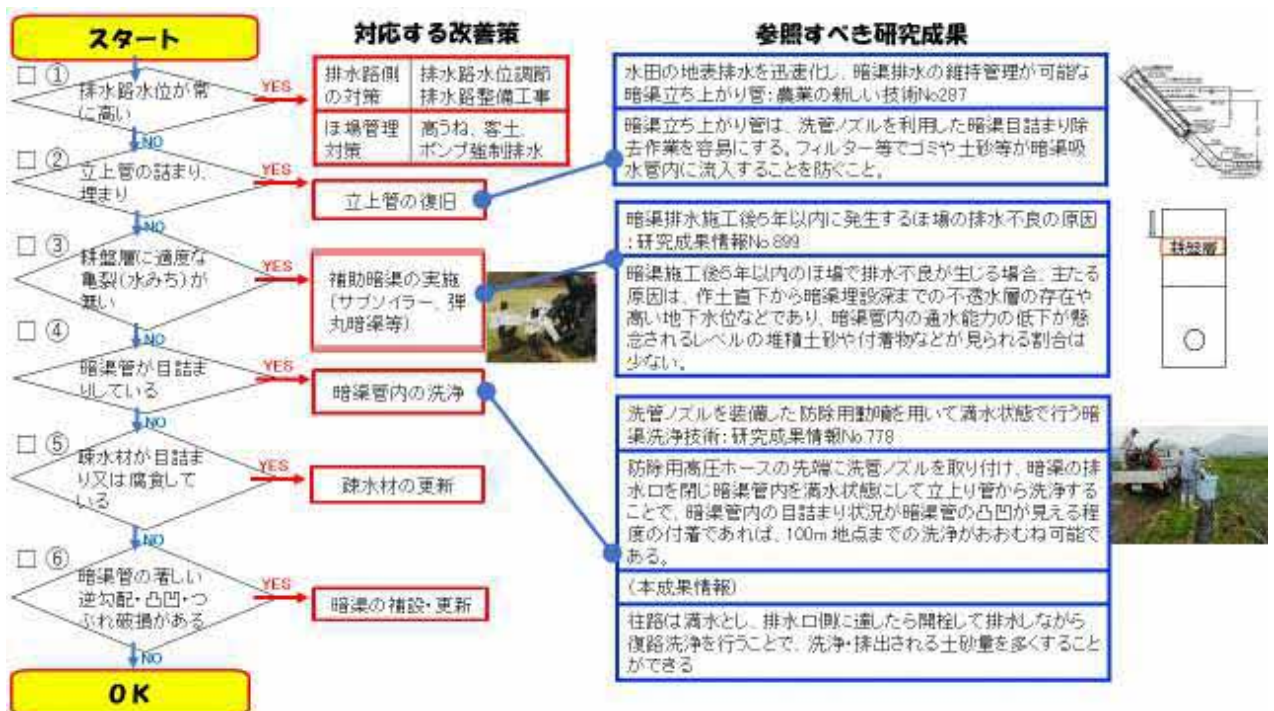 スタート
対応する改善策
参照すべき研究成果
□ ①
排水路水位が常
に高い
YES
排水路側
の対策
排水路水位調節
排水路整備工事
ほ場管理
対策
高うね、客土、
ポンプ強制排水
水田の地表排水を迅速化し、暗渠排水の維持管理が可能な
暗渠立ち上がり管:農業の新しい技術No287
暗渠立ち上がり管は、洗管ノズルを利用した暗渠目詰まり除
去作業を容易にする。フィルター等でゴミや土砂等が暗渠吸
水管内に流入することを防ぐこと。
NO
□ ②
立上管の詰まり、
埋まり
YES
立上管の復旧
NO
□ ③
耕盤層に適度な
亀裂(水みち)が
無い
YES
補助暗渠の実施
(サブソイラー、弾
丸暗渠等)
暗渠排水施工後5年以内に発生するほ場の排水不良の原因
:研究成果情報No.899
暗渠施工後5年以内のほ場で排水不良が生じる場合、主たる
原因は、作土直下から暗渠埋設深までの不透水層の存在や
高い地下水位などであり、暗渠管内の通水能力の低下が懸
念されるレベルの堆積土砂や付着物などが見られる割合は
少ない。
耕盤層
NO
□ ④
暗渠管が目詰ま
りしている
YES
暗渠管内の洗浄
洗管ノズルを装備した防除用動噴を用いて満水状態で行う暗
渠洗浄技術:研究成果情報No.778
防除用高圧ホースの先端に洗管ノズルを取り付け、暗渠の排
水口を閉じ暗渠管内を満水状態にして立上り管から洗浄する
ことで、暗渠管内の目詰まり状況が暗渠管の凸凹が見える程
度の付着であれば、100m地点までの洗浄がおおむね可能で
ある。
(本成果情報)
往路は満水とし、排水口側に達したら開栓して排水しながら
復路洗浄を行うことで、洗浄・排出される土砂量を多くすること
ができる
NO
□ ⑤
疎水材が目詰ま
り又は腐食して
いる
YES
疎水材の更新
NO
□ ⑥
暗渠管の著しい
逆勾配・凸凹・つ
ぶれ破損がある
YES
暗渠の補設・更新
NO
OK